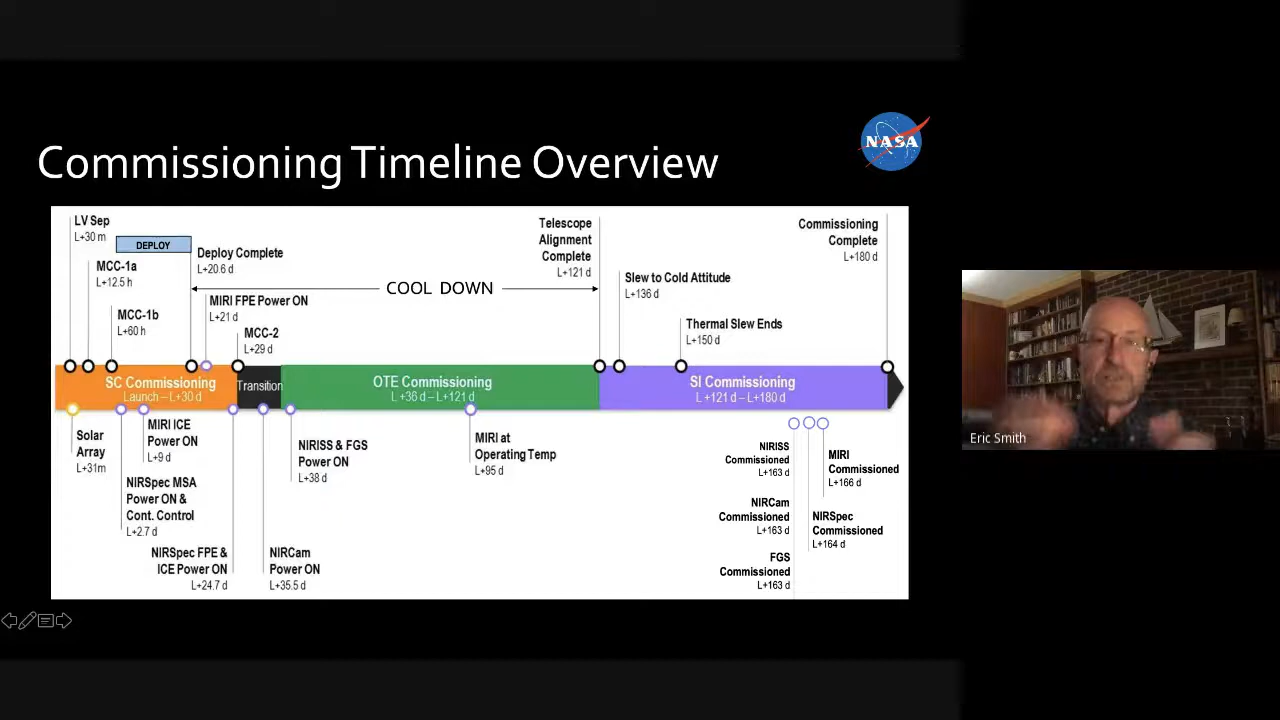 Commissioning Timeline Overview
NASA
LV Sep
L+30 m
DEPLOY
MCC-1a
L+12.5 h
MCC-1b
L+60 h
Deploy Complete
L+20.6 d
COOL DOWN
MIRI FPE Power ON
L+21 d
MCC-2
L+29 d
Telescope
Alignment
Complete
L+121 d
Slew to Cold Attitude
L+136 d
Thermal Slew Ends
L+150 d
Commissioning
Complete
L+180 d
SC Commissioning
Launch – L+30 d
Transition
OTE Commissioning
L +36 d – L+121 d
SI Commissioning
L +121 d – L+180 d
Solar
Array
L+31m
MIRI ICE
Power ON
L+9 d
NIRSpec MSA
Power ON &
Cont. Control
L+2.7 d
NIRSpec FPE &
ICE Power ON
L+24.7 d
NIRCam
Power ON
L+35.5 d
NIRISS & FGS
Power ON
L+38 d
MIRI at
Operating Temp
L+95 d
NIRISS
Commissioned
L+163 d
NIRCam
Commissioned
L+163 d
FGS
Commissioned
L+163 d
MIRI
Commissioned
L+166 d
NIRSpec
Commissioned
L+164 d
Eric Smith